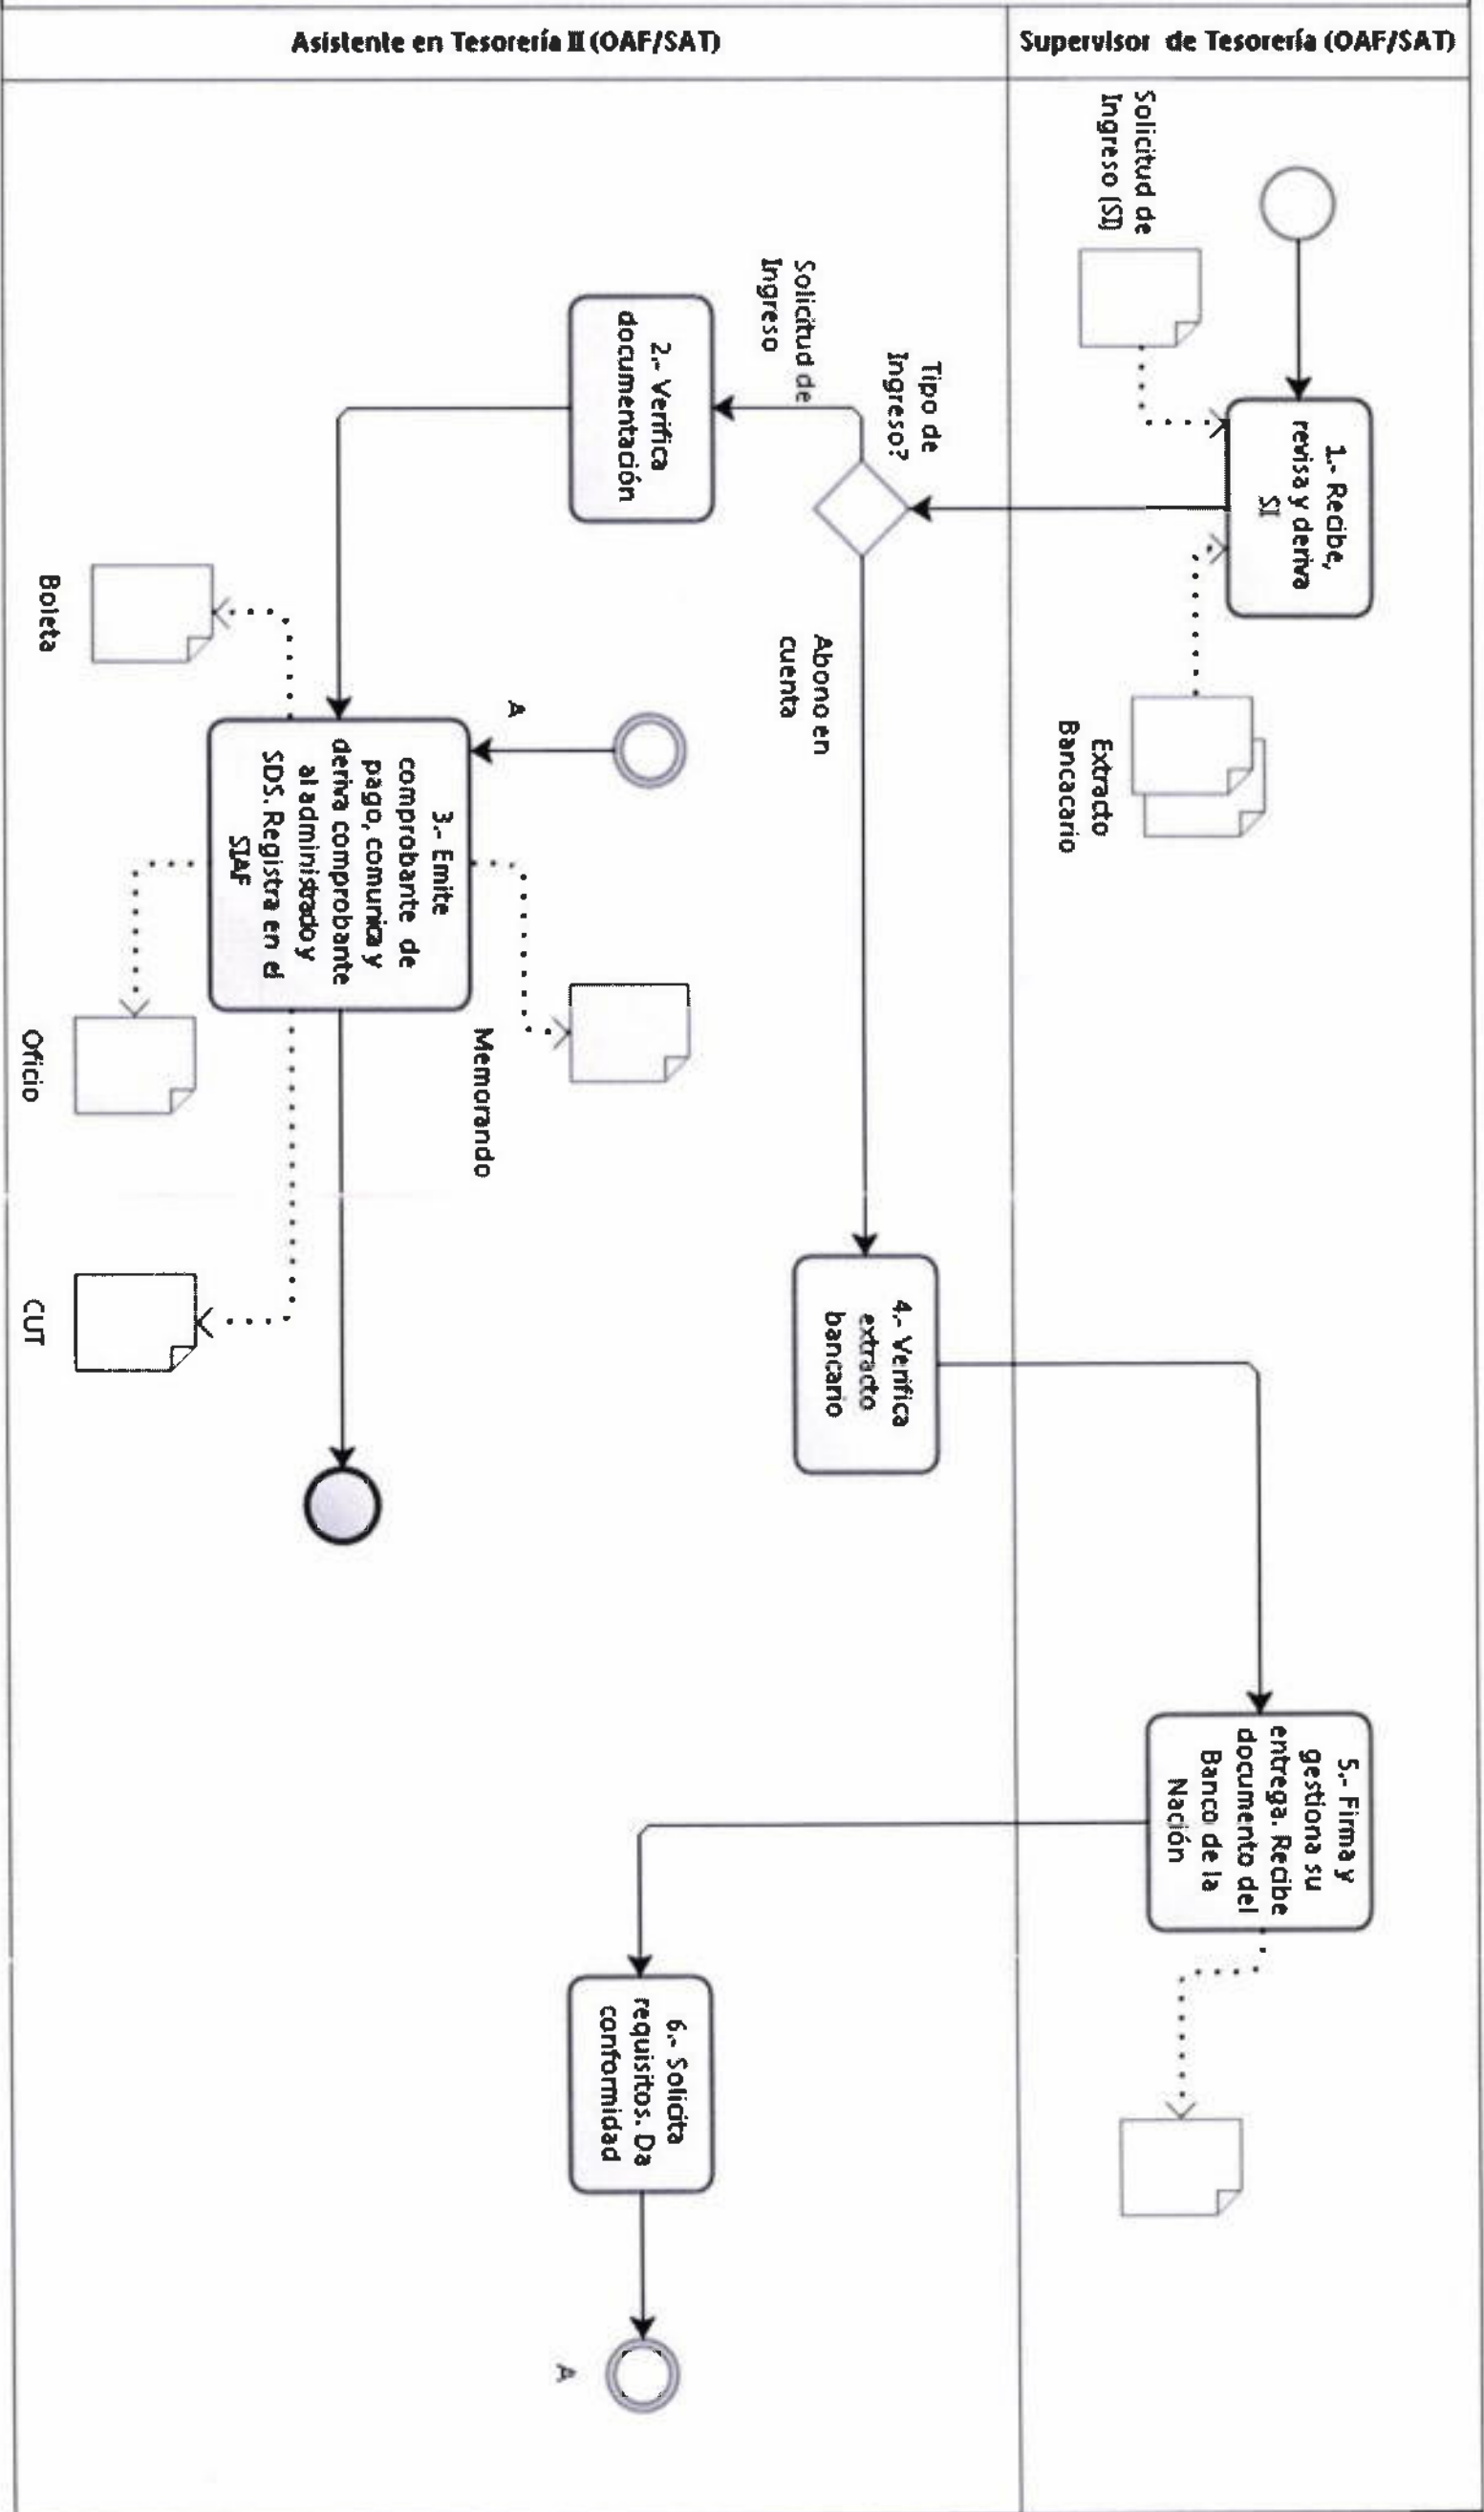 Supervisor de Tesorería (OAF/SAT)
Solicitud de
Ingreso (SI)
1.- Recibe,
revisa y deriva
SI
Extracto
Bancacario
5.- Firma y
gestiona su
entrega. Recibe
documento del
Banco de la
Nación
Asistente en Tesorería II (OAF/SAT)
Tipo de
Ingreso?
Solicitud de
Ingreso
2.- Verifica
documentación
Abono en
cuenta
4.- Verifica
extracto
bancario
6.- Solicita
requisitos. Da
conformidad
A
A
3.- Emite
comprobante de
pago, comunica y
deriva comprobante
al administrado y
SDS. Registra en el
SIAF
Memorando
Boleta
Oficio
CUT